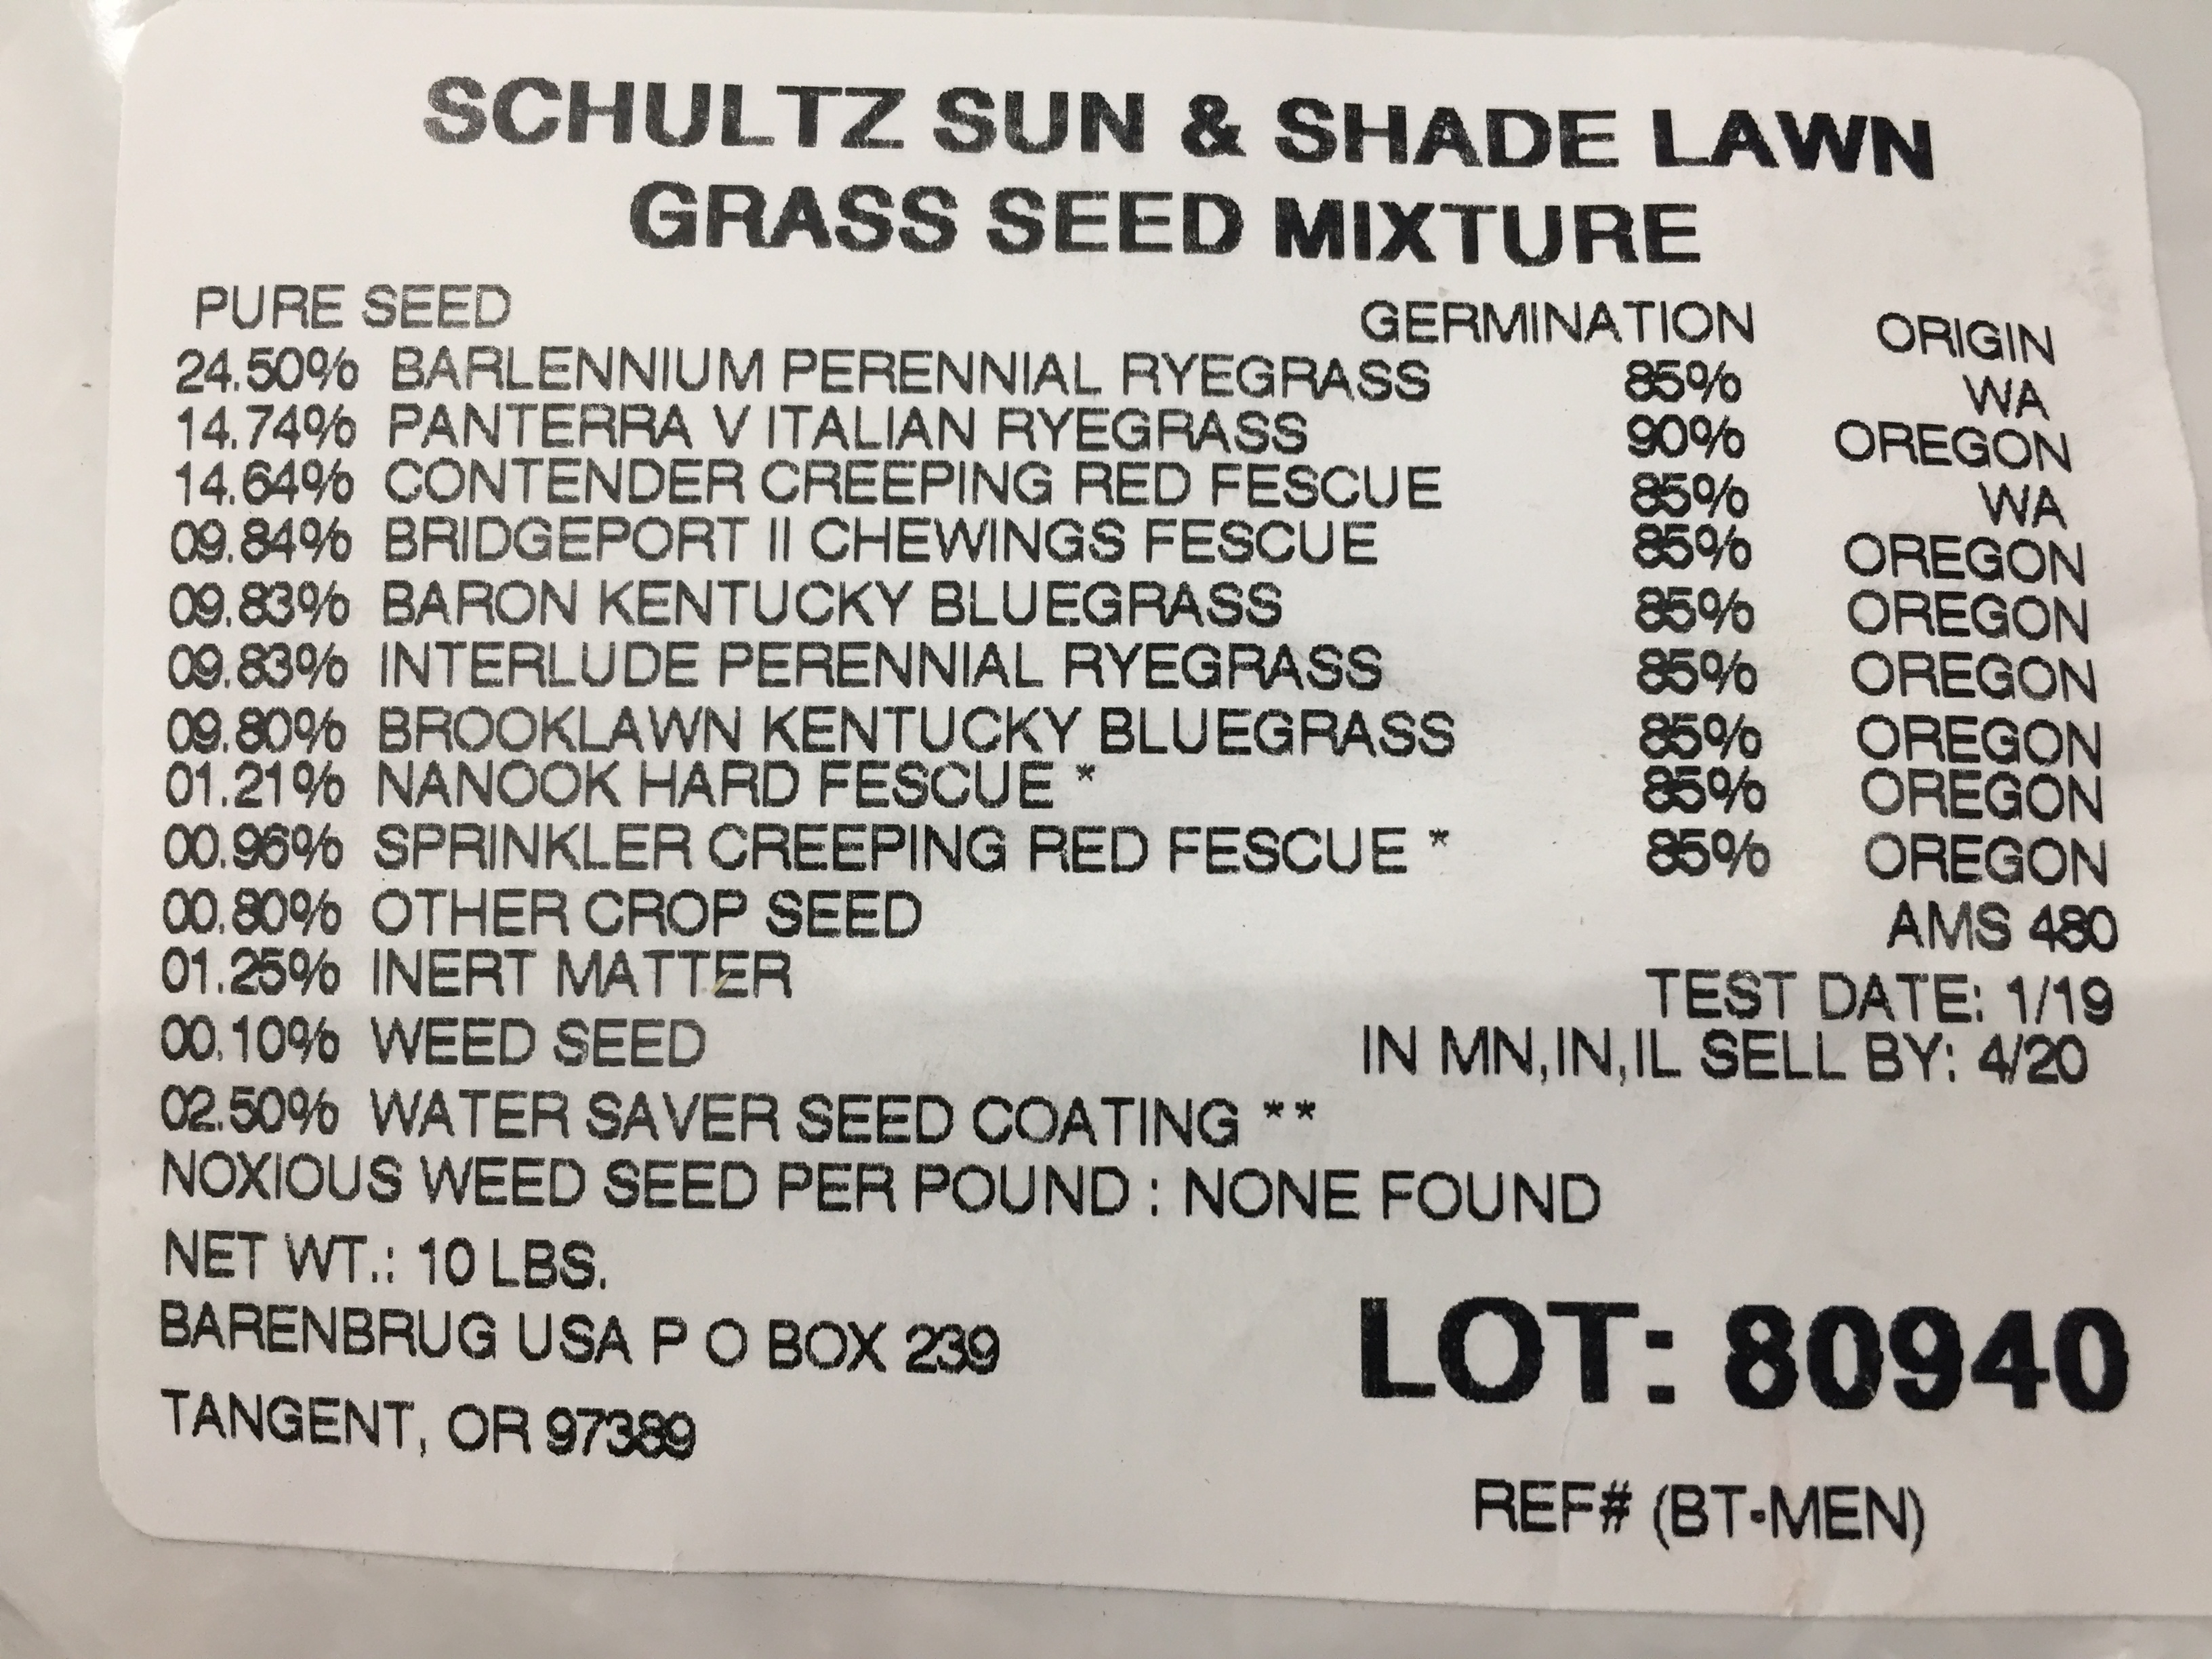 SCHULTZ SUN & SHADE LAWN
GRASS SEED MIXTURE
PURE SEED GERMINATION ORIGIN
24.50% BARLENNIUM PERENNIAL RYEGRASS 85% WA
14.74% PANTERRA V ITALIAN RYEGRASS 90% OREGON
14.64% CONTENDER CREEPING RED FESCUE 85% WA
09.84% BRIDGEPORT II CHEWINGS FESCUE 85% OREGON
09.83% BARON KENTUCKY BLUEGRASS 85% OREGON
09.83% INTERLUDE PERENNIAL RYEGRASS 85% OREGON
09.80% BROOKLAWN KENTUCKY BLUEGRASS 85% OREGON
01.21% NANOOK HARD FESCUE * 85% OREGON
00.96% SPRINKLER CREEPING RED FESCUE * 85% OREGON
00.80% OTHER CROP SEED AMS 480
01.25% INERT MATTER TEST DATE: 1/19
00.10% WEED SEED IN MN,IN,IL SELL BY: 4/20
02.50% WATER SAVER SEED COATING **
NOXIOUS WEED SEED PER POUND : NONE FOUND
NET WT.: 10 LBS.
BARENBRUG USA P O BOX 239
LOT: 80940
TANGENT, OR 97389
REF# (BT-MEN)